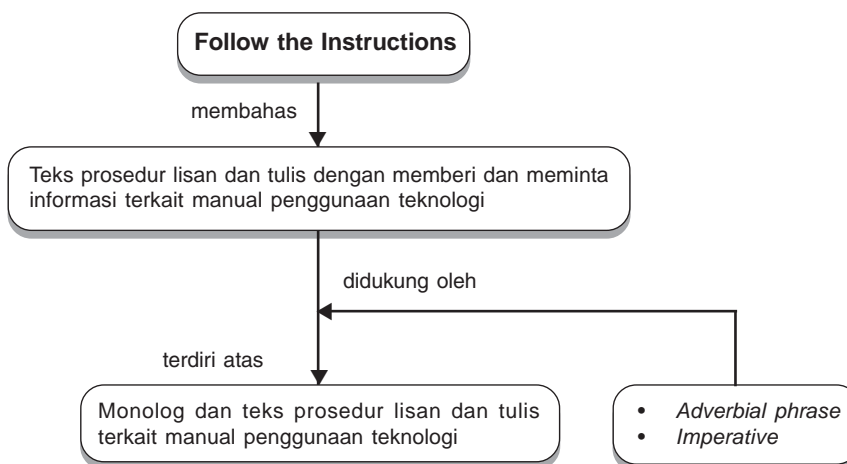 Follow the Instructions
membahas
Teks prosedur lisan dan tulis dengan memberi dan meminta
informasi terkait manual penggunaan teknologi
didukung oleh
terdiri atas
Monolog dan teks prosedur lisan dan tulis
terkait manual penggunaan teknologi
• Adverbial phrase
• Imperative